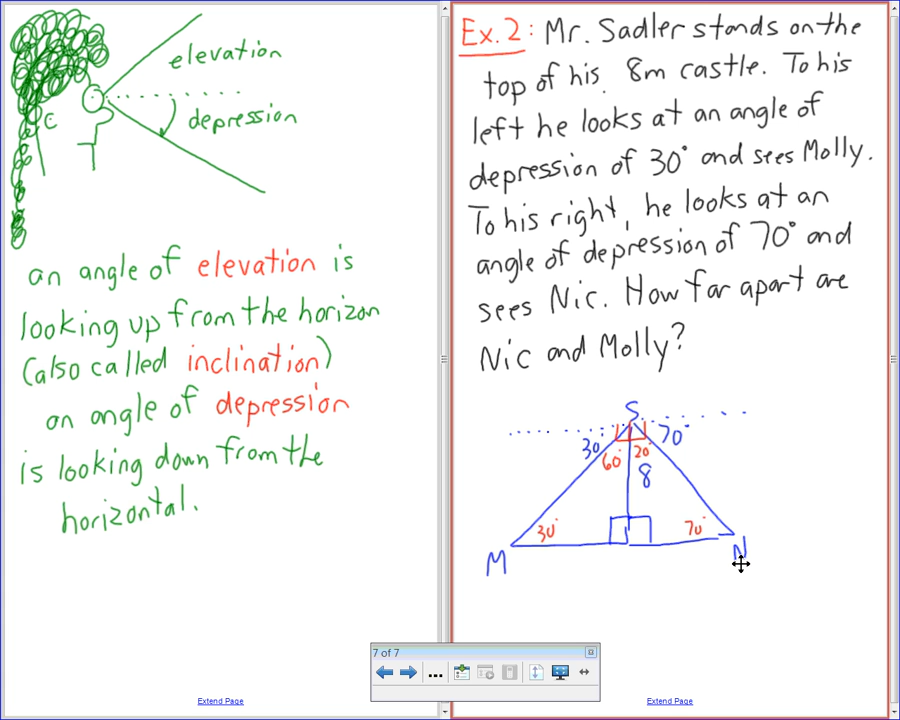 elevation
depression
an angle of elevation is
looking up from the horizon
(also called inclination)
an angle of depression
is looking down from the
horizontal.
Extend Page
Ex. 2: Mr. Sadler stands on the
top of his 8m castle. To his
left he looks at an angle of
depression of 30° and sees Molly.
To his right, he looks at an
angle of depression of 70° and
sees Nic. How far apart are
Nic and Molly?
S
30 70°
60° 20°
8
30° 70°
M N
7 of 7
Extend Page